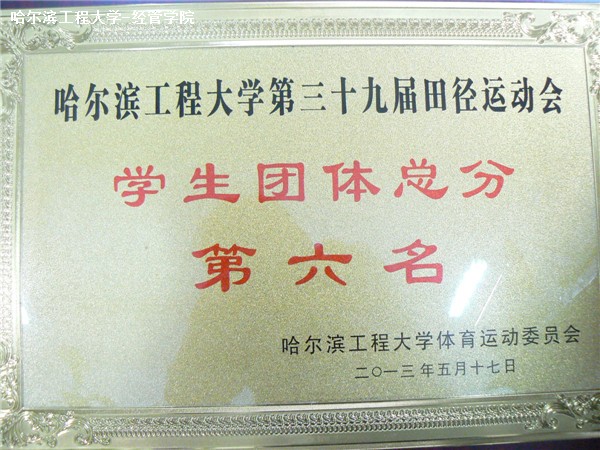 哈尔滨工程大学-经管学院
哈尔滨工程大学第三十九届田径运动会
学生团体总分
第六名
哈尔滨工程大学体育运动委员会
二〇一三年五月十七日